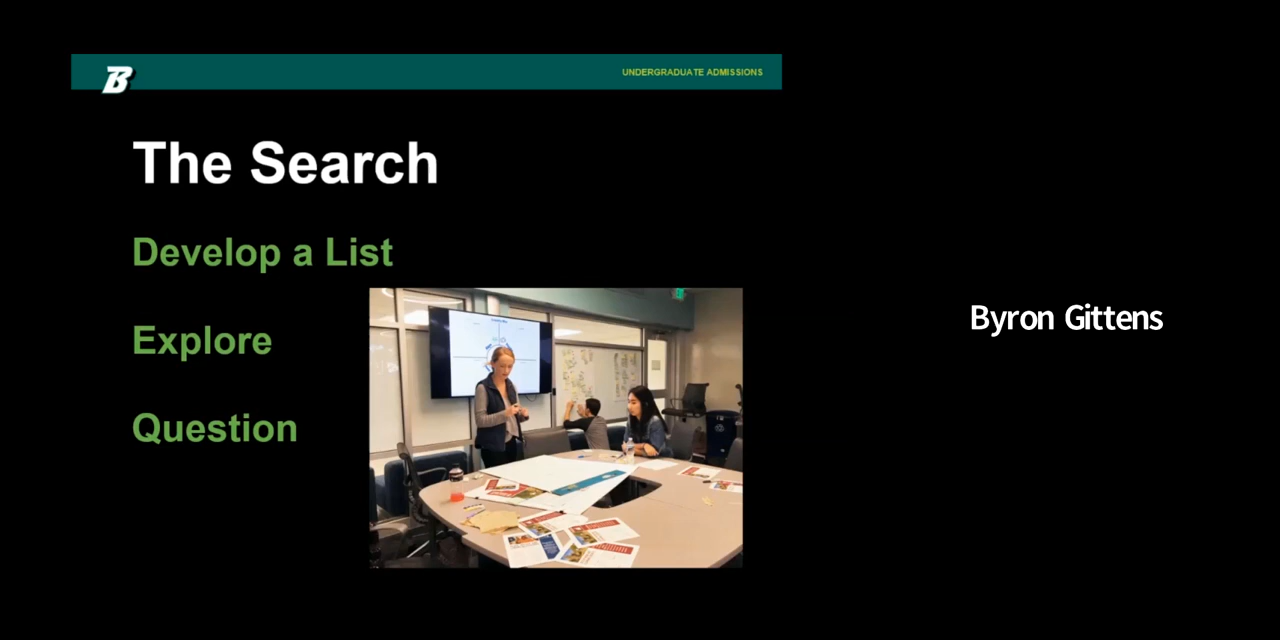 B
UNDERGRADUATE ADMISSIONS
The Search
Develop a List
Explore
Question
Byron Gittens